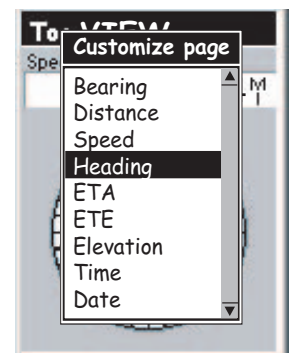 To
VIEW
Customize page
Spe
M
Bearing
Distance
Speed
Heading
ETA
ETE
Elevation
Time
Date